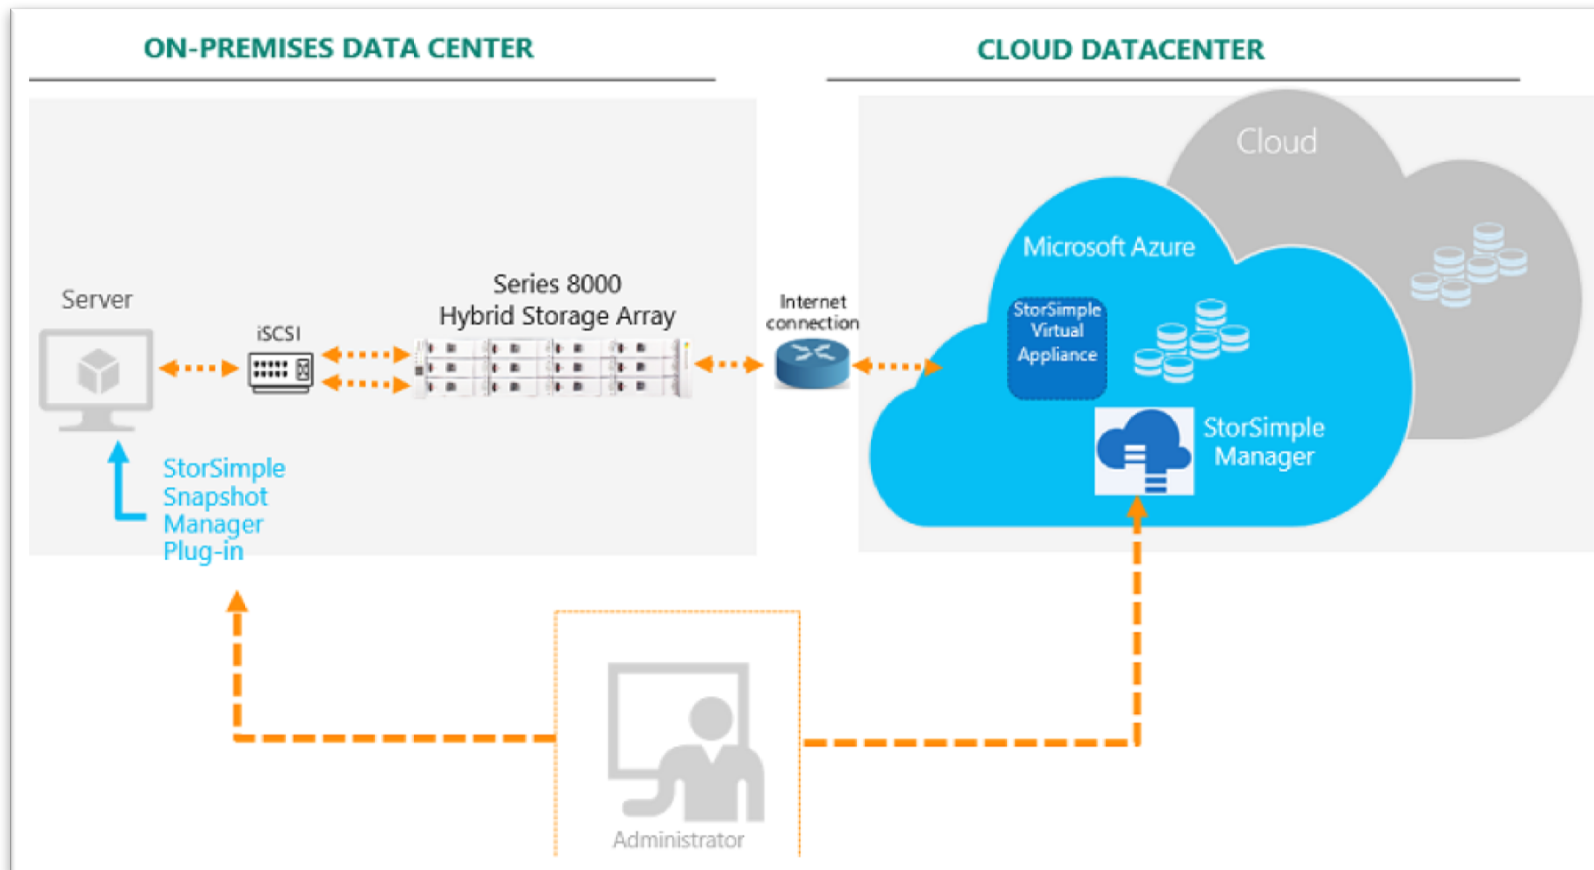 ON-PREMISES DATA CENTER
CLOUD DATACENTER
Cloud
Microsoft Azure
Server
iSCSI
Series 8000
Hybrid Storage Array
Internet
connection
StorSimple
Virtual
Appliance
StorSimple
Manager
StorSimple
Snapshot
Manager
Plug-in
Administrator